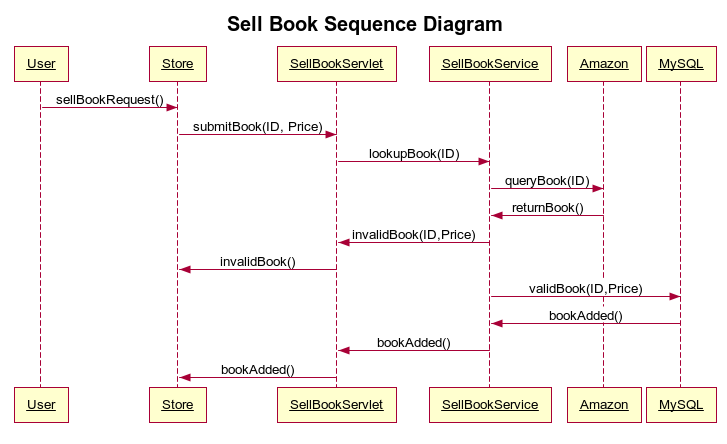 Sell Book Sequence Diagram
User Store SellBookServlet SellBookService Amazon MySQL
sellBookRequest()
submitBook(ID, Price)
lookupBook(ID)
queryBook(ID)
returnBook()
invalidBook(ID,Price)
invalidBook()
validBook(ID,Price)
bookAdded()
bookAdded()
bookAdded()
User Store SellBookServlet SellBookService Amazon MySQL